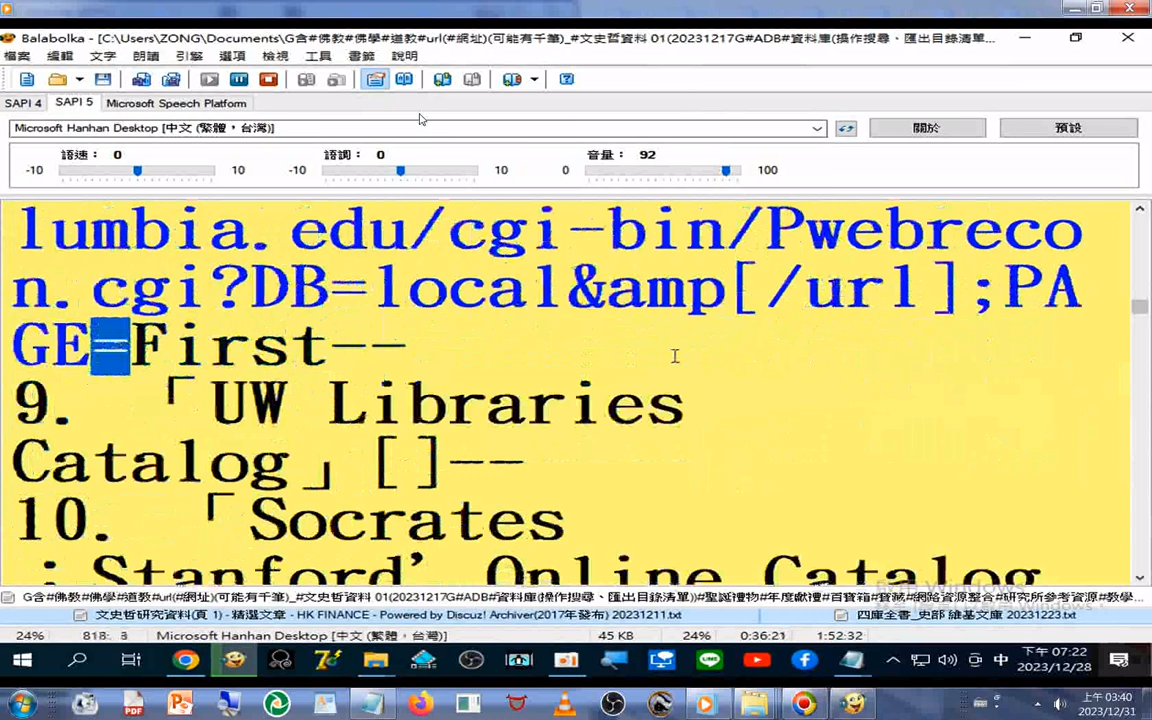 Balabolka - [C:\Users\ZONG\Documents\G含#佛教#佛學#道教#url(#網址)(可能有千筆)_#文史哲資料 01(20231217G#ADB#資料庫(操作搜尋、匯出目錄清單...
檔案 編輯 文字 朗讀 引擎 選項 檢視 工具 書籤 說明
SAPI 4 SAPI 5 Microsoft Speech Platform
Microsoft Hanhan Desktop [中文 (繁體，台灣)] 關於 預設
語速： 0 語調： 0 音量： 92
-10 10 -10 10 0 100
lumbia.edu/cgi-bin/Pwebreco
n.cgi?DB=local&amp[/url];PA
GE=First--
9. 「UW Libraries
Catalog」[]--
10. 「Socrates
:Stanford’ Online Catalog
G含#佛教#佛學#道教#url(#網址)(可能有千筆)_#文史哲資料 01(20231217G#ADB#資料庫(操作搜尋、匯出目錄清單))#聖誕禮物#年度獻禮#百寶箱#寶藏#網路資源整合#研究所參考資源#教學...
文史哲研究資料(頁 1) - 精選文章 - HK FINANCE - Powered by Discuz! Archiver(2017年發布) 20231211.txt 四庫全書_史部 維基文庫 20231223.txt
24% 818: 8 Microsoft Hanhan Desktop [中文 (繁體，台灣)] 45 KB 24% 0:36:21 1:52:32
中 下午 07:22
2023/12/28
上午 03:40
2023/12/31